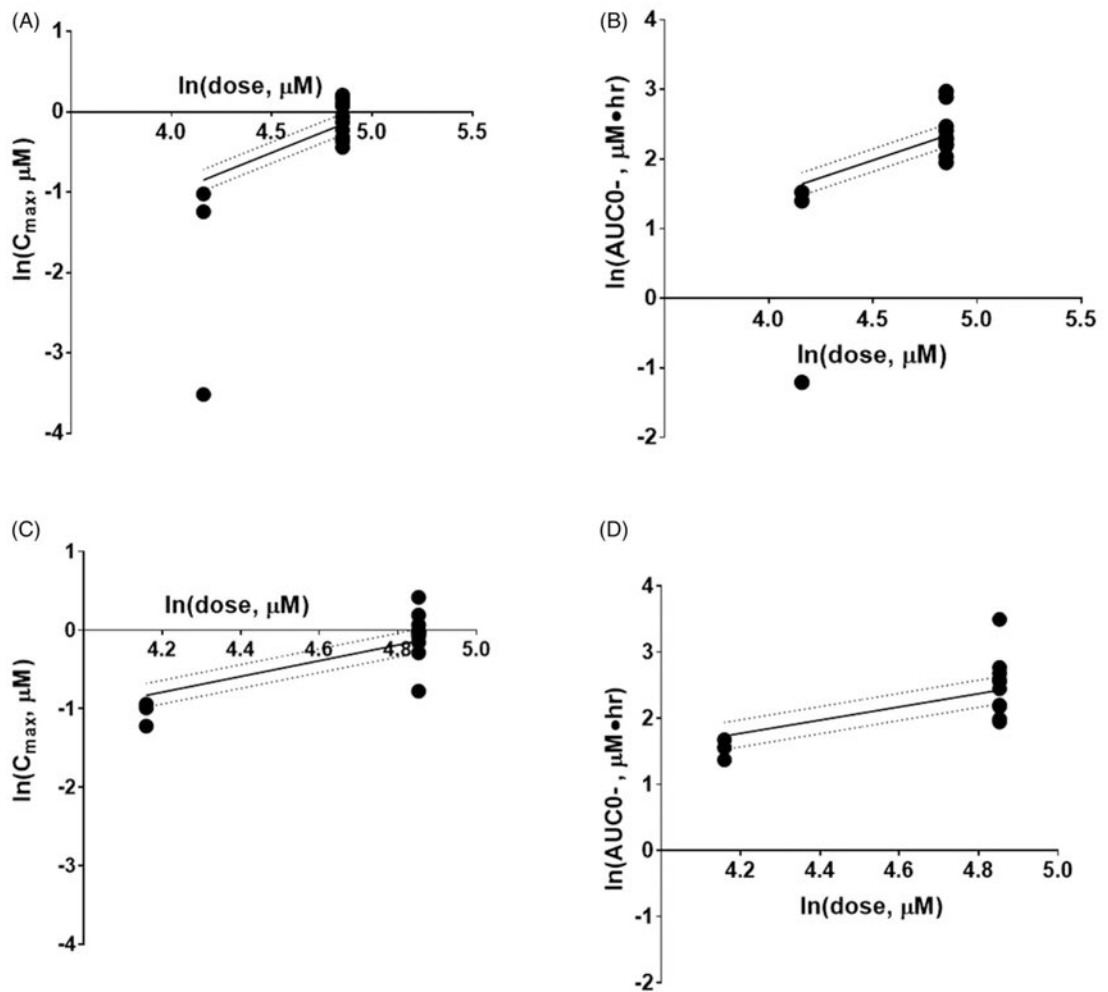 (A)
ln(Cmax, μM)
1
0
-1
-2
-3
-4
ln(dose, μM)
4.0 4.5 5.0 5.5
(B)
ln(AUC0- , μM•hr)
4
3
2
1
0
-1
-2
4.0 4.5 5.0 5.5
ln(dose, μM)
(C)
ln(Cmax, μM)
1
0
-1
-2
-3
-4
ln(dose, μM)
4.2 4.4 4.6 4.8 5.0
(D)
ln(AUC0- , μM•hr)
4
3
2
1
0
-1
-2
4.2 4.4 4.6 4.8 5.0
ln(dose, μM)